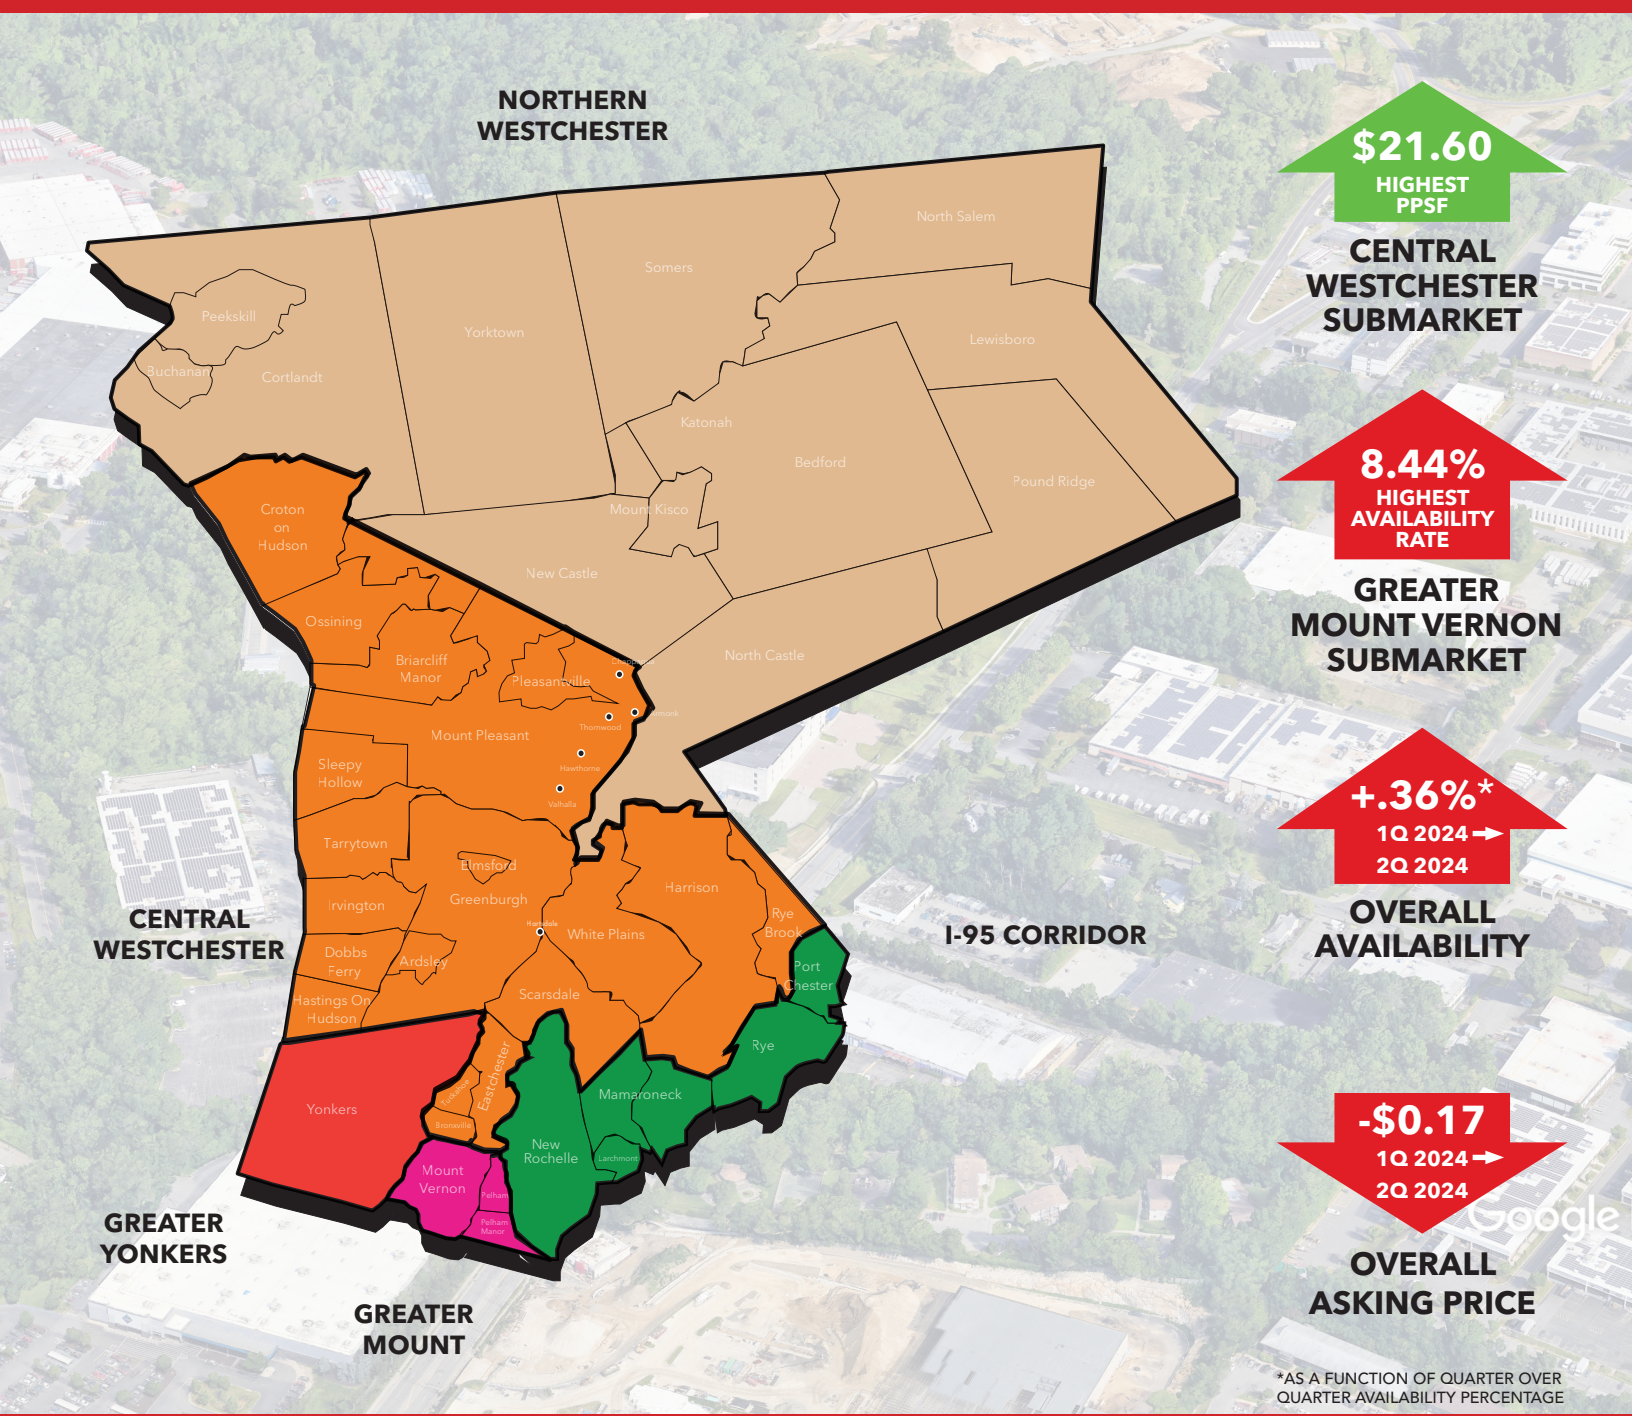 NORTHERN
WESTCHESTER
North Salem
Somers
Peekskill
Yorktown
Lewisboro
Buchanan
Cortlandt
Katonah
Bedford
Pound Ridge
Mount Kisco
Croton
on
Hudson
New Castle
Ossining
Briarcliff
Manor
Pleasantville
North Castle
Thornwood
Mount Pleasant
Sleepy
Hollow
Hawthorne
Valhalla
Tarrytown
Elmsford
Greenburgh
Harrison
Irvington
Hartsdale
White Plains
Rye
Brook
Dobbs
Ferry
Ardsley
Port
Chester
Scarsdale
Hastings On
Hudson
Rye
Eastchester
Tuckahoe
Bronxville
Mamaroneck
Yonkers
New
Rochelle
Larchmont
Mount
Vernon
Pelham
Pelham
Manor
CENTRAL
WESTCHESTER
I-95 CORRIDOR
GREATER
YONKERS
GREATER
MOUNT
$21.60
HIGHEST
PPSF
CENTRAL
WESTCHESTER
SUBMARKET
8.44%
HIGHEST
AVAILABILITY
RATE
GREATER
MOUNT VERNON
SUBMARKET
+.36%*
1Q 2024
2Q 2024
OVERALL
AVAILABILITY
-$0.17
1Q 2024
2Q 2024
Google
OVERALL
ASKING PRICE
*AS A FUNCTION OF QUARTER OVER
QUARTER AVAILABILITY PERCENTAGE